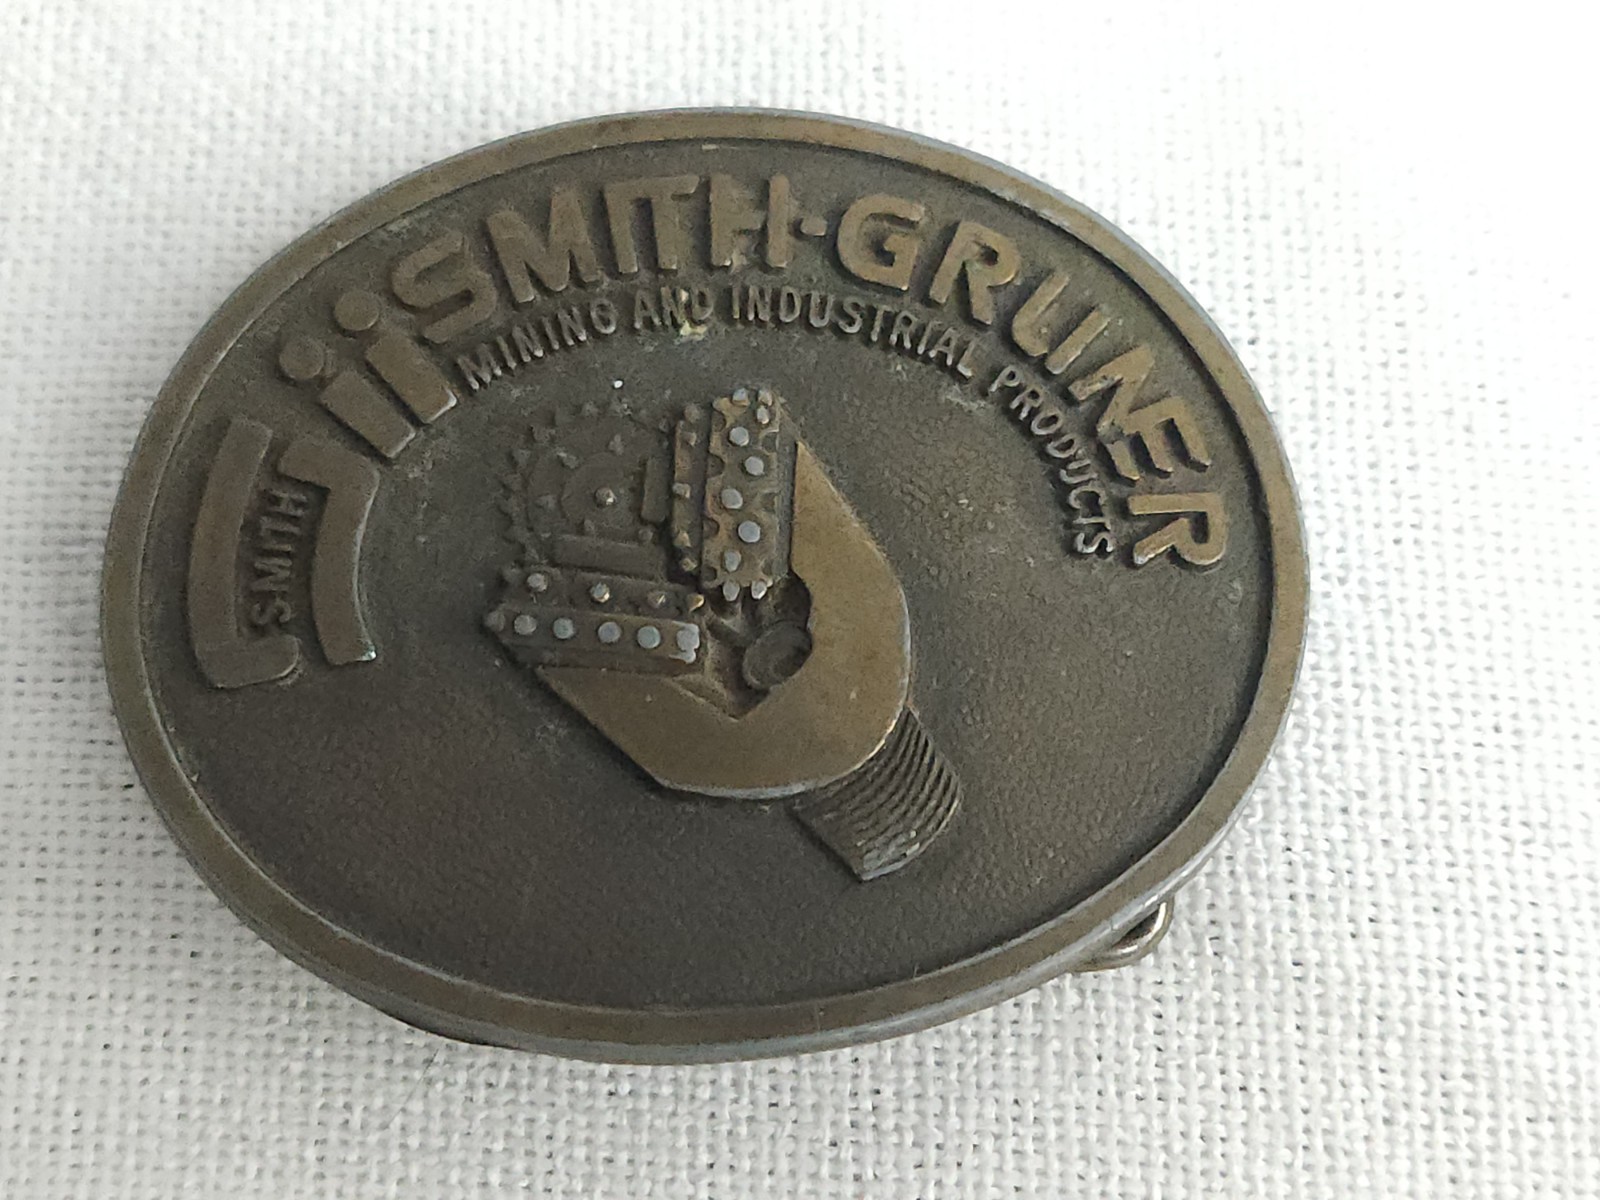 SMITH
SMITH-GRUNER
MINING AND INDUSTRIAL PRODUCTS